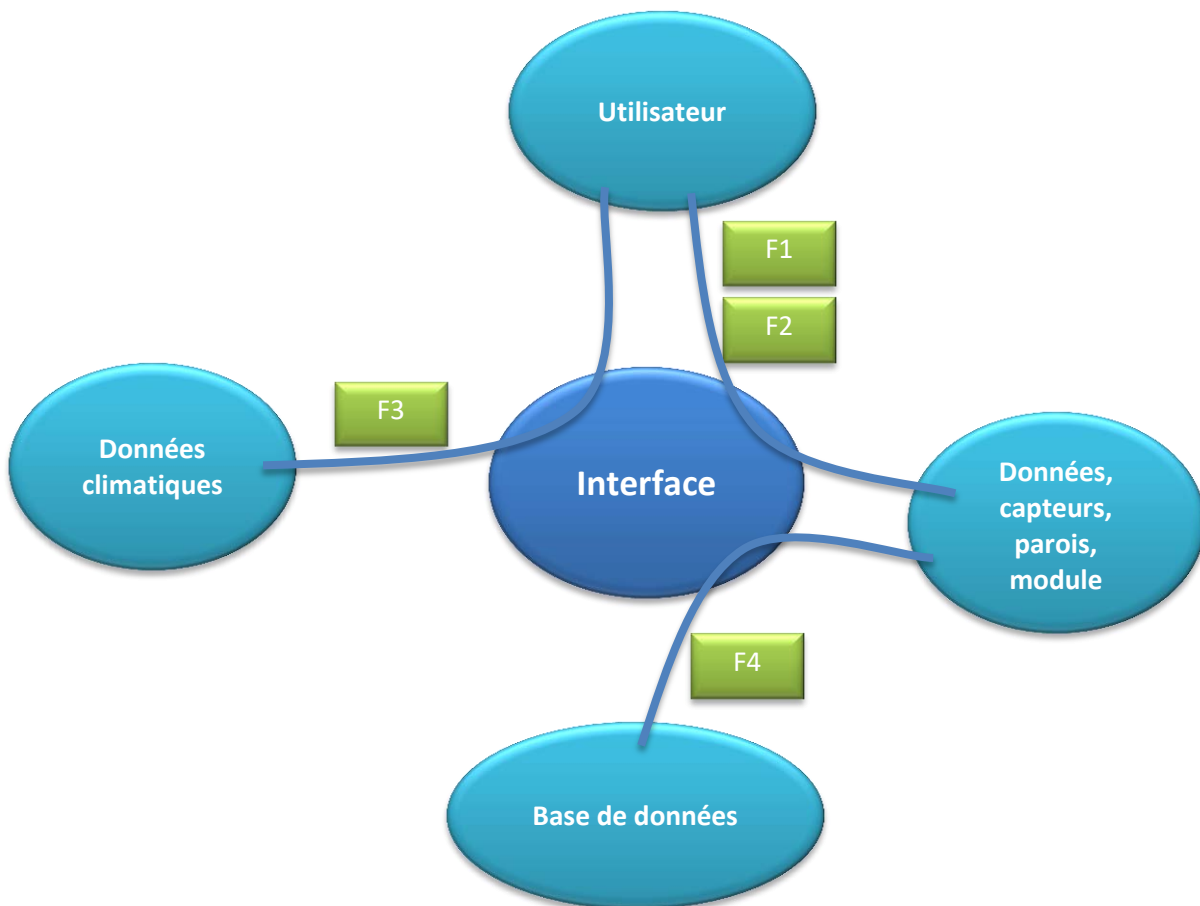 Utilisateur
F1
F2
F3
Données
climatiques
Interface
Données,
capteurs,
parois,
module
F4
Base de données